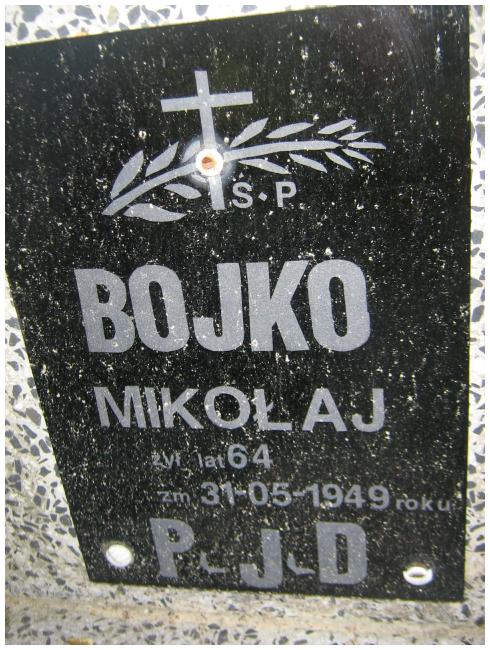 Ś.P
BOJKO
MIKOŁAJ
żył lat 64
zm 31-05-1949 roku
P. J. D